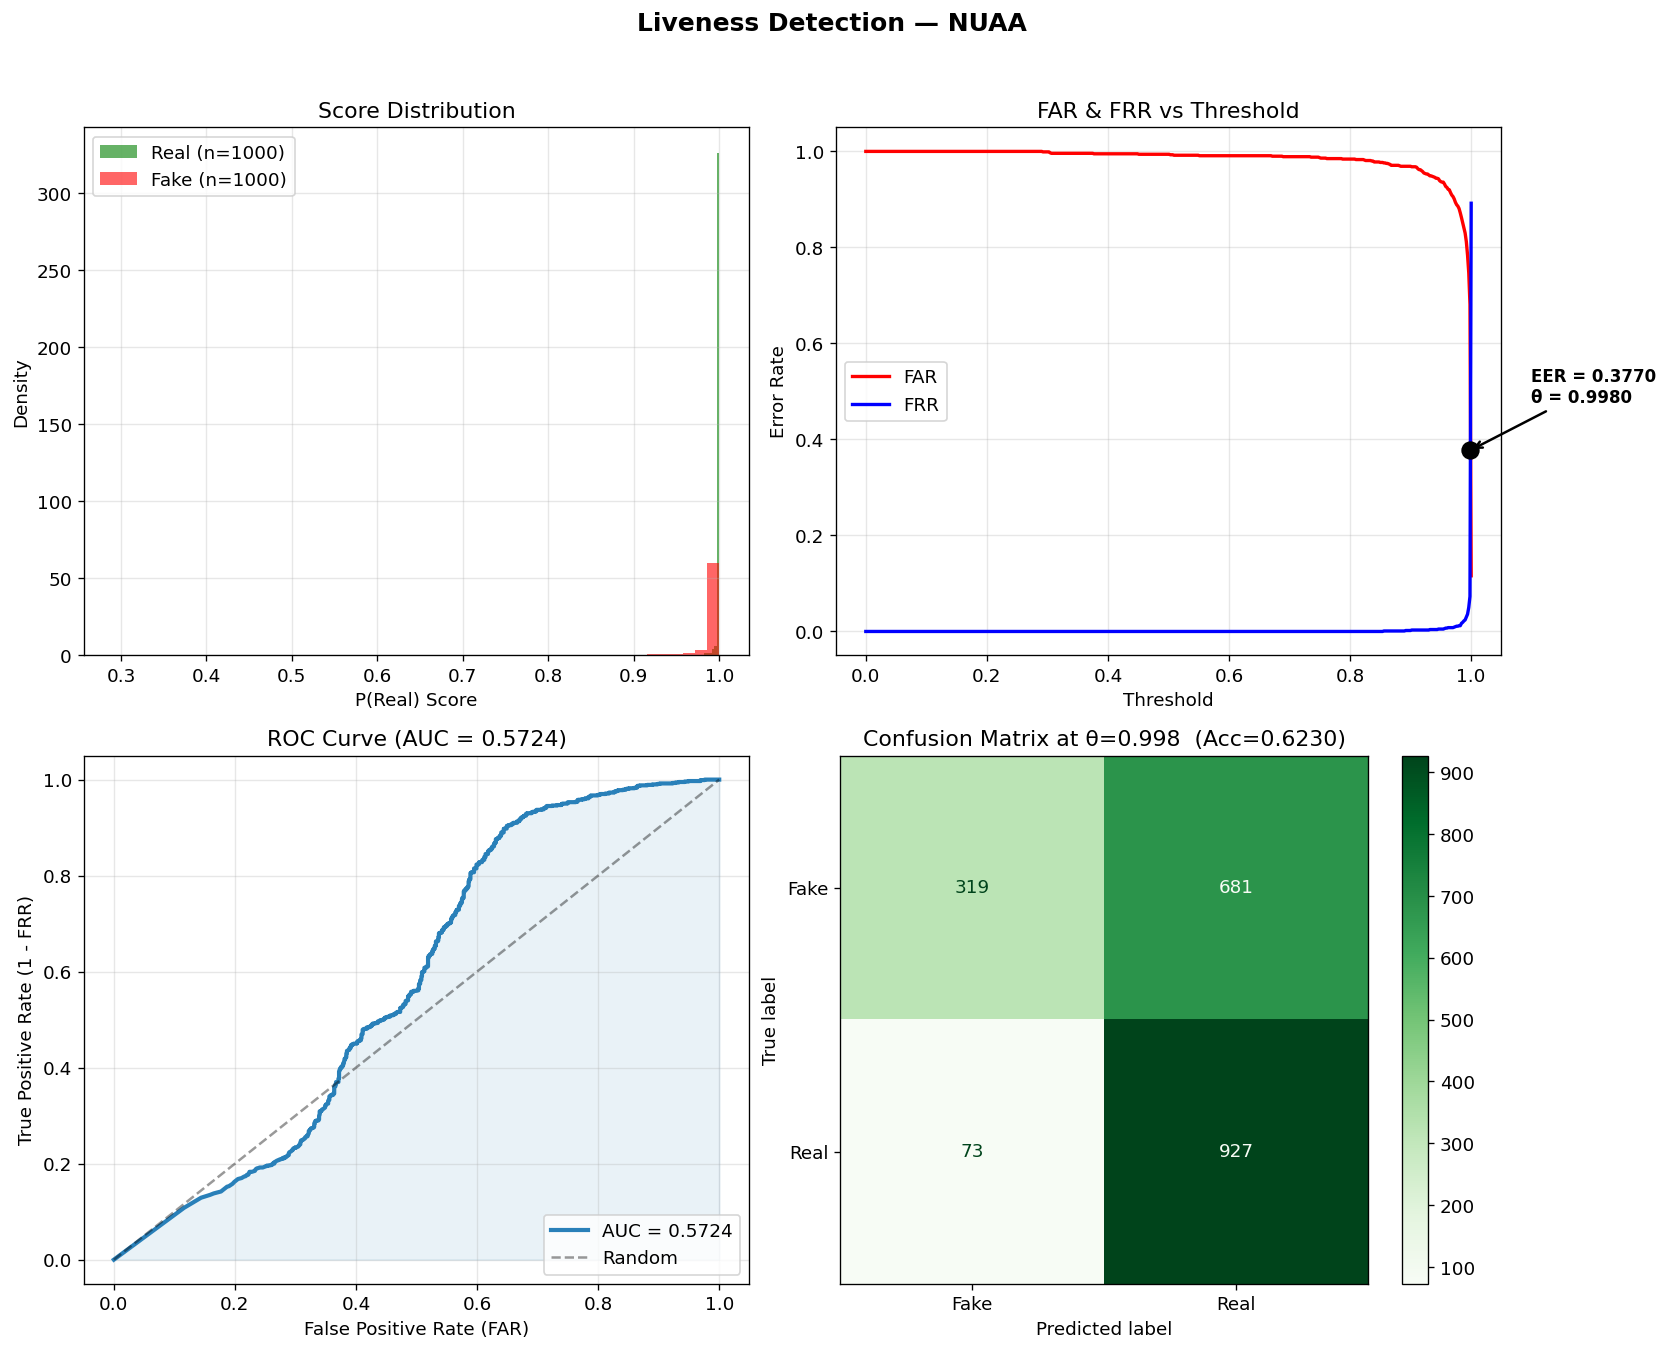 Liveness Detection — NUAA
Score Distribution
Real (n=1000)
Fake (n=1000)
Density
300
250
200
150
100
50
0
0.3 0.4 0.5 0.6 0.7 0.8 0.9 1.0
P(Real) Score
FAR & FRR vs Threshold
Error Rate
1.0
0.8
0.6
0.4
0.2
0.0
FAR
FRR
EER = 0.3770
θ = 0.9980
0.0 0.2 0.4 0.6 0.8 1.0
Threshold
ROC Curve (AUC = 0.5724)
True Positive Rate (1 - FRR)
1.0
0.8
0.6
0.4
0.2
0.0
AUC = 0.5724
Random
0.0 0.2 0.4 0.6 0.8 1.0
False Positive Rate (FAR)
Confusion Matrix at θ=0.998 (Acc=0.6230)
True label
Fake 319 681
Real 73 927
Fake Real
Predicted label
900
800
700
600
500
400
300
200
100